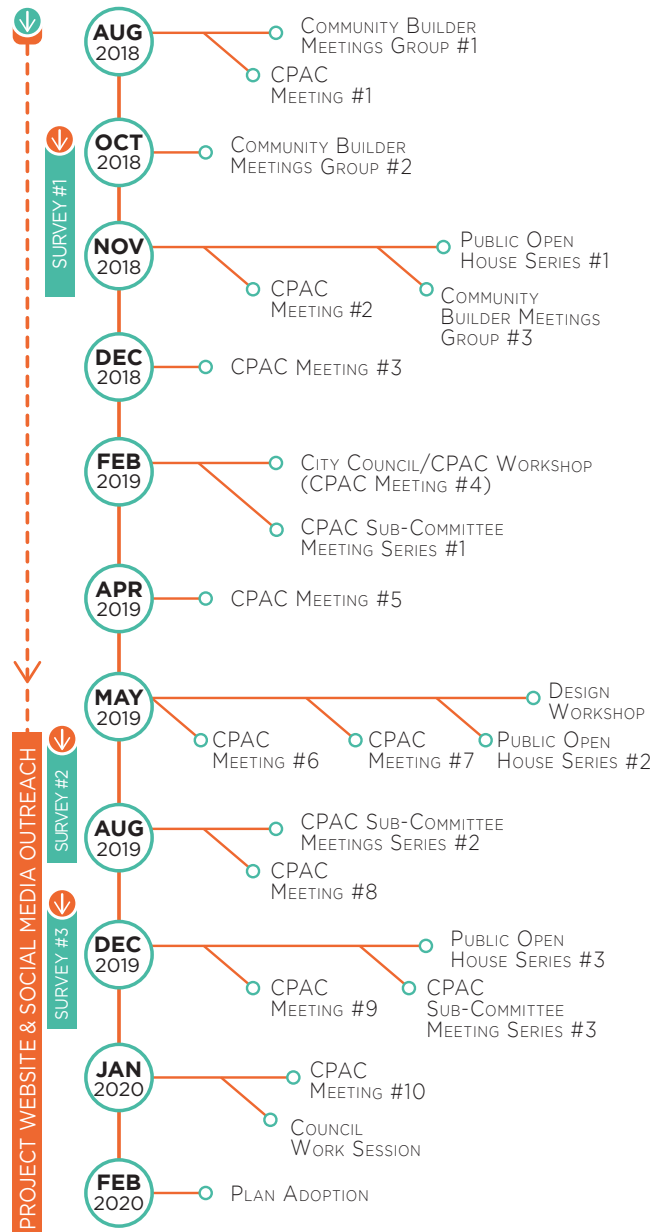 AUG
2018
Community Builder
Meetings Group #1
CPAC
Meeting #1
SURVEY #1
OCT
2018
Community Builder
Meetings Group #2
NOV
2018
Public Open
House Series #1
CPAC
Meeting #2
Community
Builder Meetings
Group #3
DEC
2018
CPAC Meeting #3
FEB
2019
City Council/CPAC Workshop
(CPAC Meeting #4)
CPAC Sub-Committee
Meeting Series #1
APR
2019
CPAC Meeting #5
MAY
2019
Design
Workshop
CPAC
Meeting #6
CPAC
Meeting #7
Public Open
House Series #2
PROJECT WEBSITE & SOCIAL MEDIA OUTREACH
SURVEY #2
AUG
2019
CPAC Sub-Committee
Meetings Series #2
CPAC
Meeting #8
SURVEY #3
DEC
2019
Public Open
House Series #3
CPAC
Meeting #9
CPAC
Sub-Committee
Meeting Series #3
JAN
2020
CPAC
Meeting #10
Council
Work Session
FEB
2020
Plan Adoption